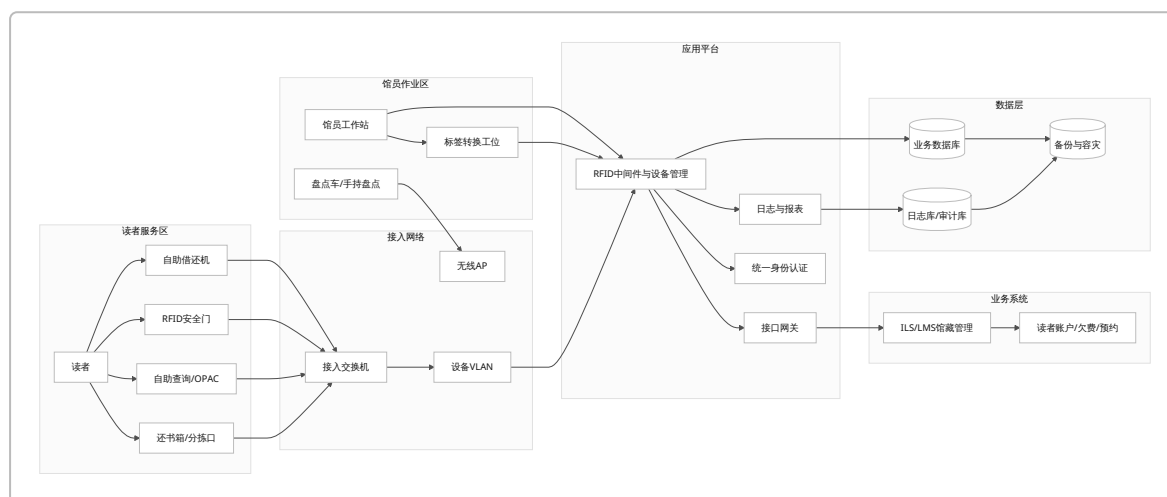 应用平台
馆员作业区
数据层
馆员工作站
标签转换工位
业务数据库
备份与容灾
RFID中间件与设备管理
盘点车/手持盘点
日志与报表
日志库/审计库
读者服务区
接入网络
自助借还机
无线AP
统一身份认证
业务系统
RFID安全门
接口网关
ILS/LMS馆藏管理
读者账户/欠费/预约
读者
接入交换机
设备VLAN
自助查询/OPAC
还书箱/分拣口